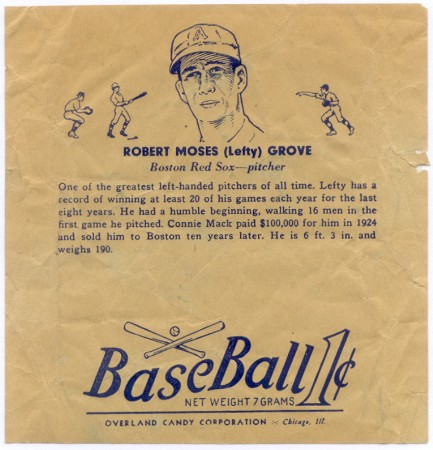 A
ROBERT MOSES (Lefty) GROVE
Boston Red Sox—pitcher
One of the greatest left-handed pitchers of all time. Lefty has a
record of winning at least 20 of his games each year for the last
eight years. He had a humble beginning, walking 16 men in the
first game he pitched. Connie Mack paid $100,000 for him in 1924
and sold him to Boston ten years later. He is 6 ft. 3 in. and
weighs 190.
BaseBall 1¢
NET WEIGHT 7 GRAMS
OVERLAND CANDY CORPORATION - Chicago, Ill.